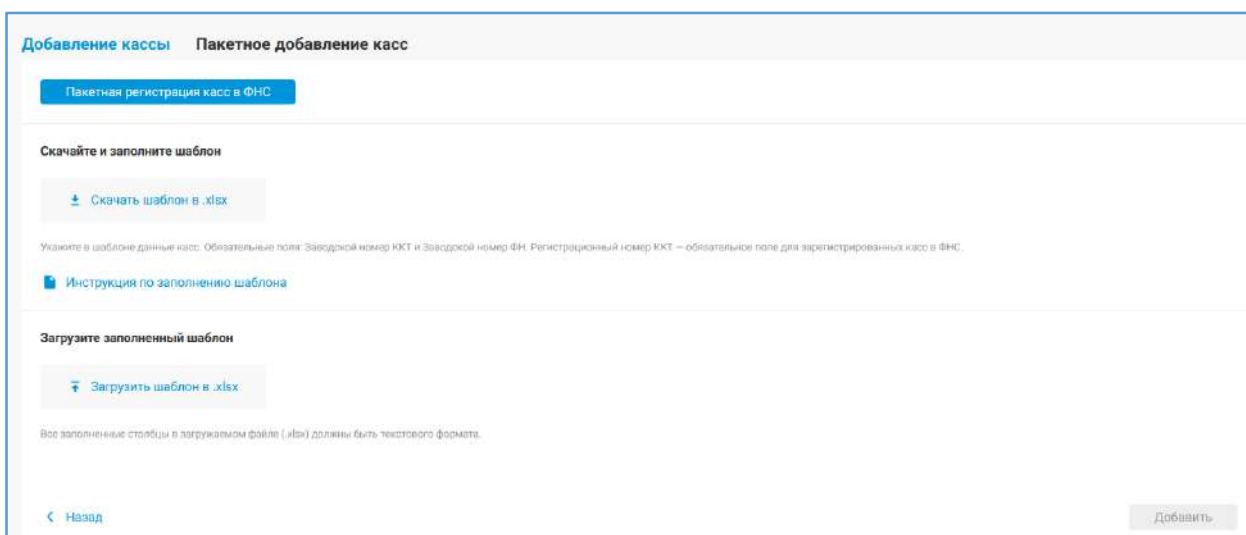 Добавление кассы Пакетное добавление касс
Пакетная регистрация касс в ФНС
Скачайте и заполните шаблон
Скачать шаблон в .xlsx
Укажите в шаблоне данные касс. Обязательные поля: Заводской номер ККТ и Заводской номер ФН. Регистрационный номер ККТ — обязательное поле для зарегистрированных касс в ФНС.
Инструкция по заполнению шаблона
Загрузите заполненный шаблон
Загрузить шаблон в .xlsx
Все заполненные столбцы в загружаемом файле (.xlsx) должны быть текстового формата.
Назад
Добавить